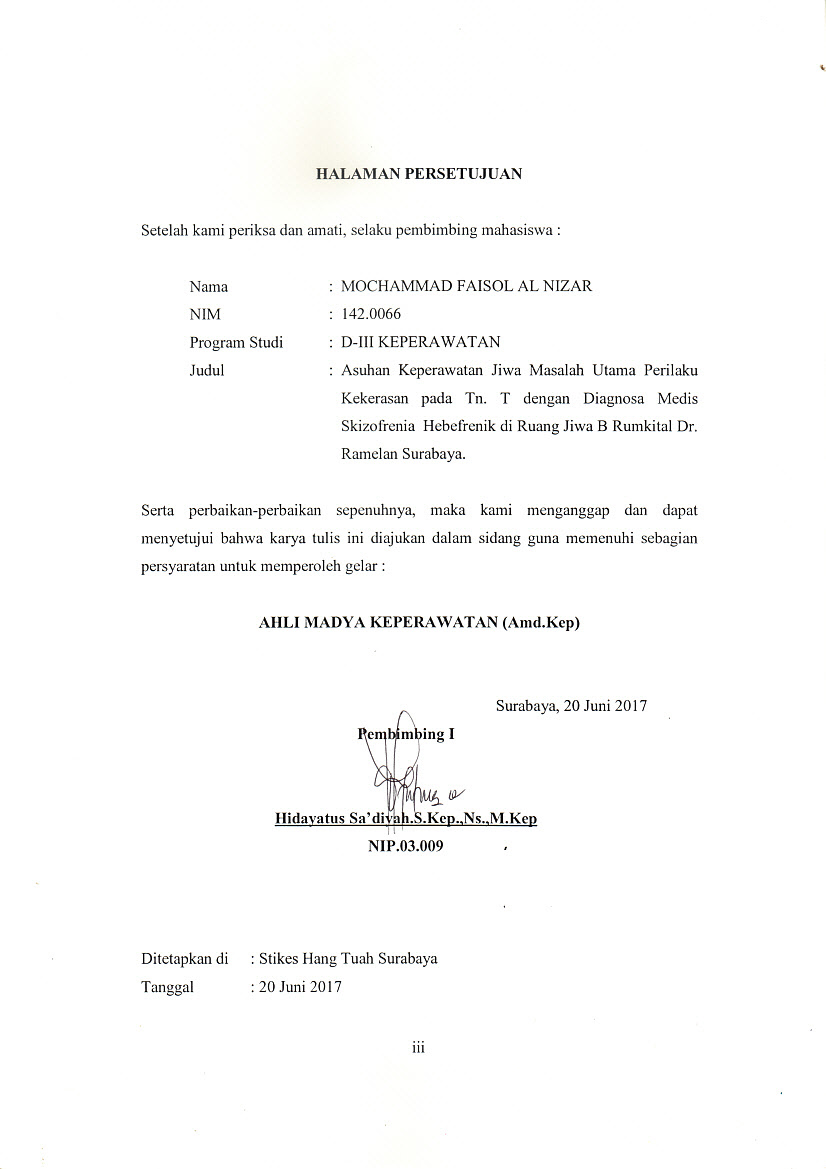 HALAMAN PERSETUJUAN
Setelah kami periksa dan amati, selaku pembimbing mahasiswa :
Nama : MOCHAMMAD FAISOL AL NIZAR
NIM : 142.0066
Program Studi : D-III KEPERAWATAN
Judul : Asuhan Keperawatan Jiwa Masalah Utama Perilaku
Kekerasan pada Tn. T dengan Diagnosa Medis
Skizofrenia Hebefrenik di Ruang Jiwa B Rumkital Dr.
Ramelan Surabaya.
Serta perbaikan-perbaikan sepenuhnya, maka kami menganggap dan dapat
menyetujui bahwa karya tulis ini diajukan dalam sidang guna memenuhi sebagian
persyaratan untuk memperoleh gelar :
AHLI MADYA KEPERAWATAN (Amd.Kep)
Surabaya, 20 Juni 2017
Pembimbing I
Hidayatus Sa’diyah.S.Kep.,Ns.,M.Kep
NIP.03.009
Ditetapkan di : Stikes Hang Tuah Surabaya
Tanggal : 20 Juni 2017
iii